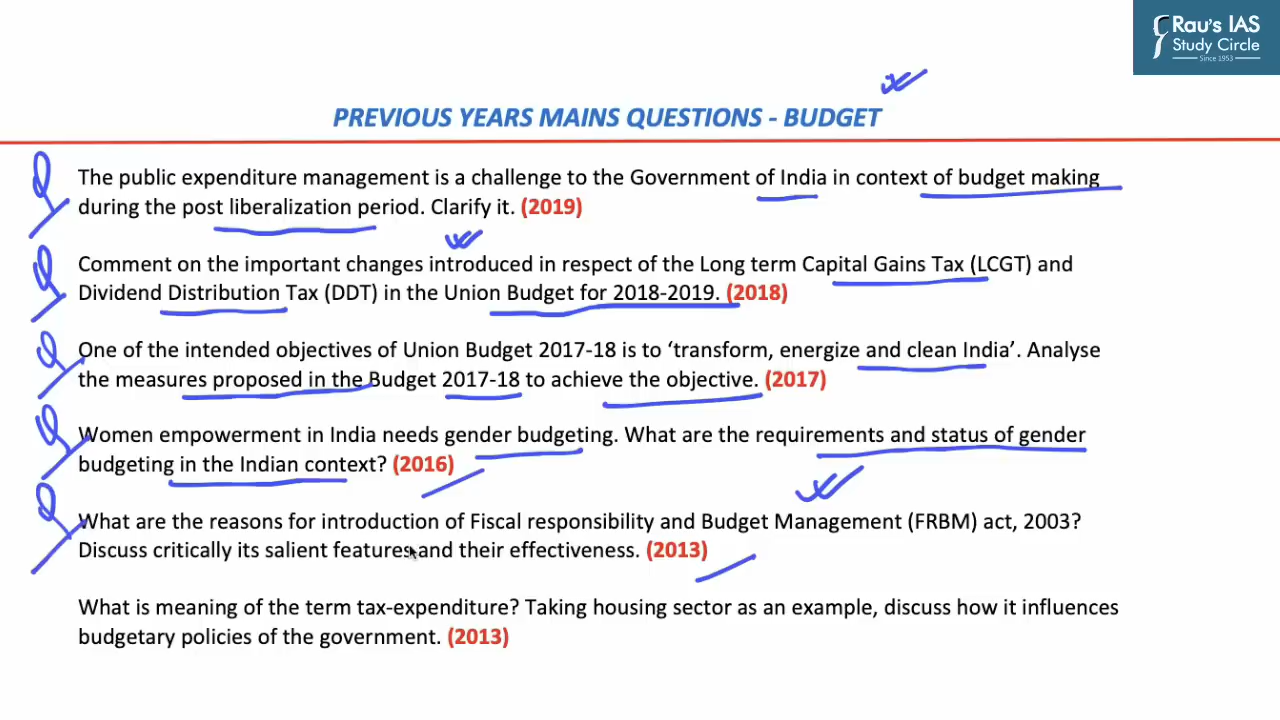 Rau's IAS
Study Circle
Since 1953
PREVIOUS YEARS MAINS QUESTIONS - BUDGET
The public expenditure management is a challenge to the Government of India in context of budget making
during the post liberalization period. Clarify it. (2019)
Comment on the important changes introduced in respect of the Long term Capital Gains Tax (LCGT) and
Dividend Distribution Tax (DDT) in the Union Budget for 2018-2019. (2018)
One of the intended objectives of Union Budget 2017-18 is to ‘transform, energize and clean India’. Analyse
the measures proposed in the Budget 2017-18 to achieve the objective. (2017)
Women empowerment in India needs gender budgeting. What are the requirements and status of gender
budgeting in the Indian context? (2016)
What are the reasons for introduction of Fiscal responsibility and Budget Management (FRBM) act, 2003?
Discuss critically its salient features and their effectiveness. (2013)
What is meaning of the term tax-expenditure? Taking housing sector as an example, discuss how it influences
budgetary policies of the government. (2013)